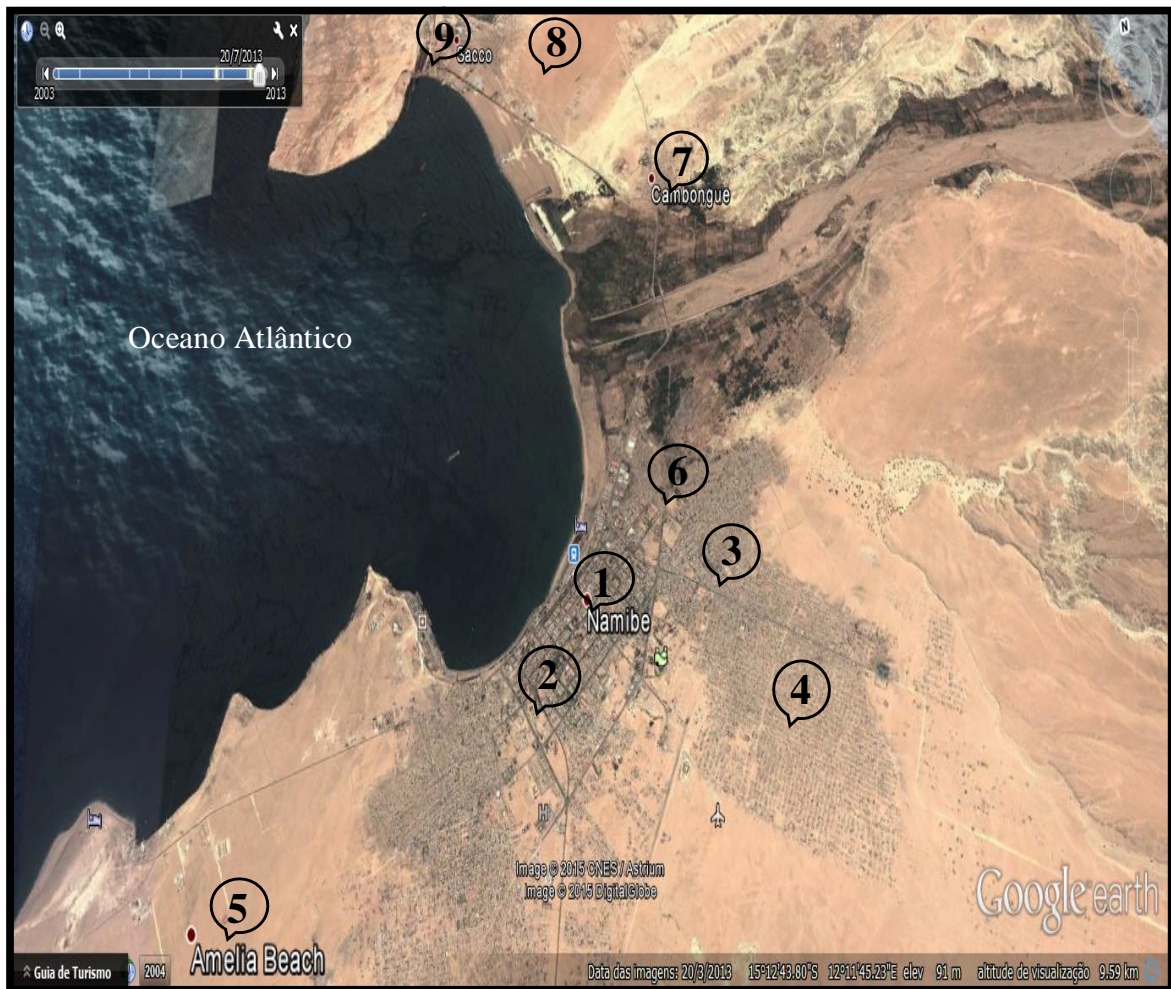 9
8
Sacco
20/7/2013
2003
2013
N
7
Cambongue
Oceano Atlântico
6
3
1
Namibe
2
4
H
Image © 2015 CNES / Astrium
Image © 2015 DigitalGlobe
Google earth
5
Amelia Beach
Guia de Turismo
2004
Data das imagens: 20/3/2013 15°12'43.80"S 12°11'45.23"E elev 91 m altitude de visualização 9.59 km